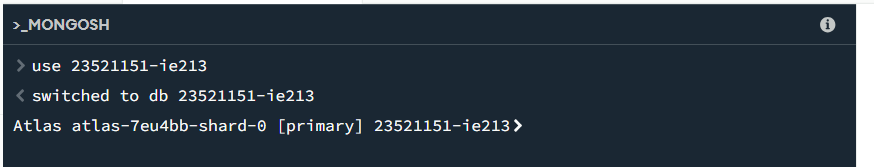 >_MONGOSH
> use 23521151-ie213
< switched to db 23521151-ie213
Atlas atlas-7eu4bb-shard-0 [primary] 23521151-ie213>